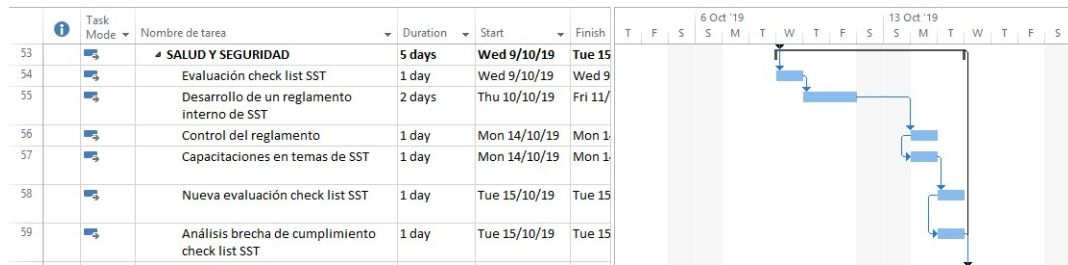 Task
Mode Nombre de tarea Duration Start Finish
6 Oct '19 13 Oct '19
T F S S M T W T F S S M T W T F S
53 SALUD Y SEGURIDAD 5 days Wed 9/10/19 Tue 15
54 Evaluación check list SST 1 day Wed 9/10/19 Wed 9
55 Desarrollo de un reglamento 2 days Thu 10/10/19 Fri 11/
interno de SST
56 Control del reglamento 1 day Mon 14/10/19 Mon 1
57 Capacitaciones en temas de SST 1 day Mon 14/10/19 Mon 1
58 Nueva evaluación check list SST 1 day Tue 15/10/19 Tue 15
59 Análisis brecha de cumplimiento 1 day Tue 15/10/19 Tue 15
check list SST